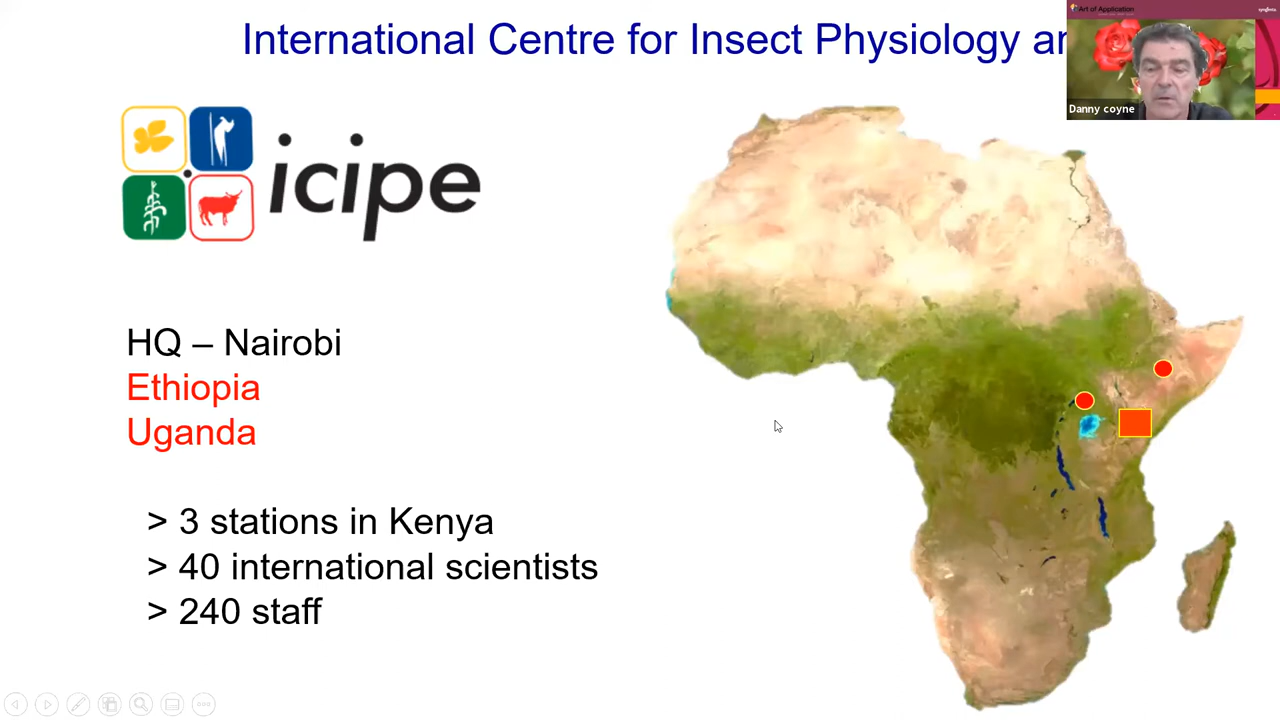 International Centre for Insect Physiology
Art of Application
syngenta
Danny coyne
icipe
HQ – Nairobi
Ethiopia
Uganda
> 3 stations in Kenya
> 40 international scientists
> 240 staff